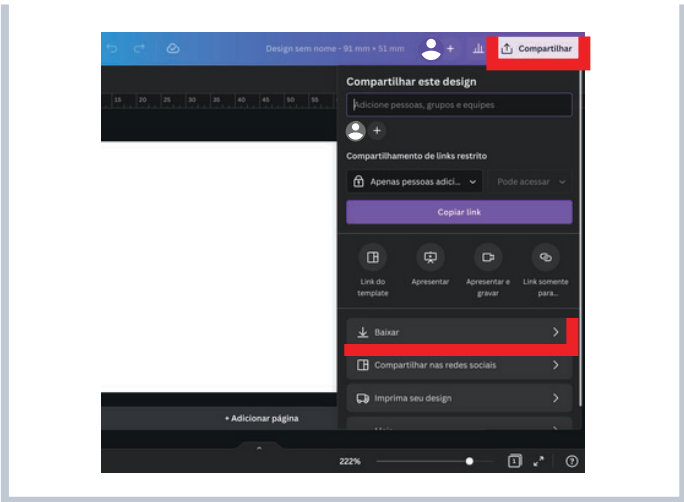 Design sem nome - 91 mm × 51 mm
+
Compartilhar
Compartilhar este design
15 20 25 30 35 40 45 50 55
Adicione pessoas, grupos e equipes
+
Compartilhamento de links restrito
Apenas pessoas adici...
Pode acessar
Copiar link
Link do template
Apresentar
Apresentar e gravar
Link somente para...
Baixar
Compartilhar nas redes sociais
Imprima seu design
+ Adicionar página
222%
1
?